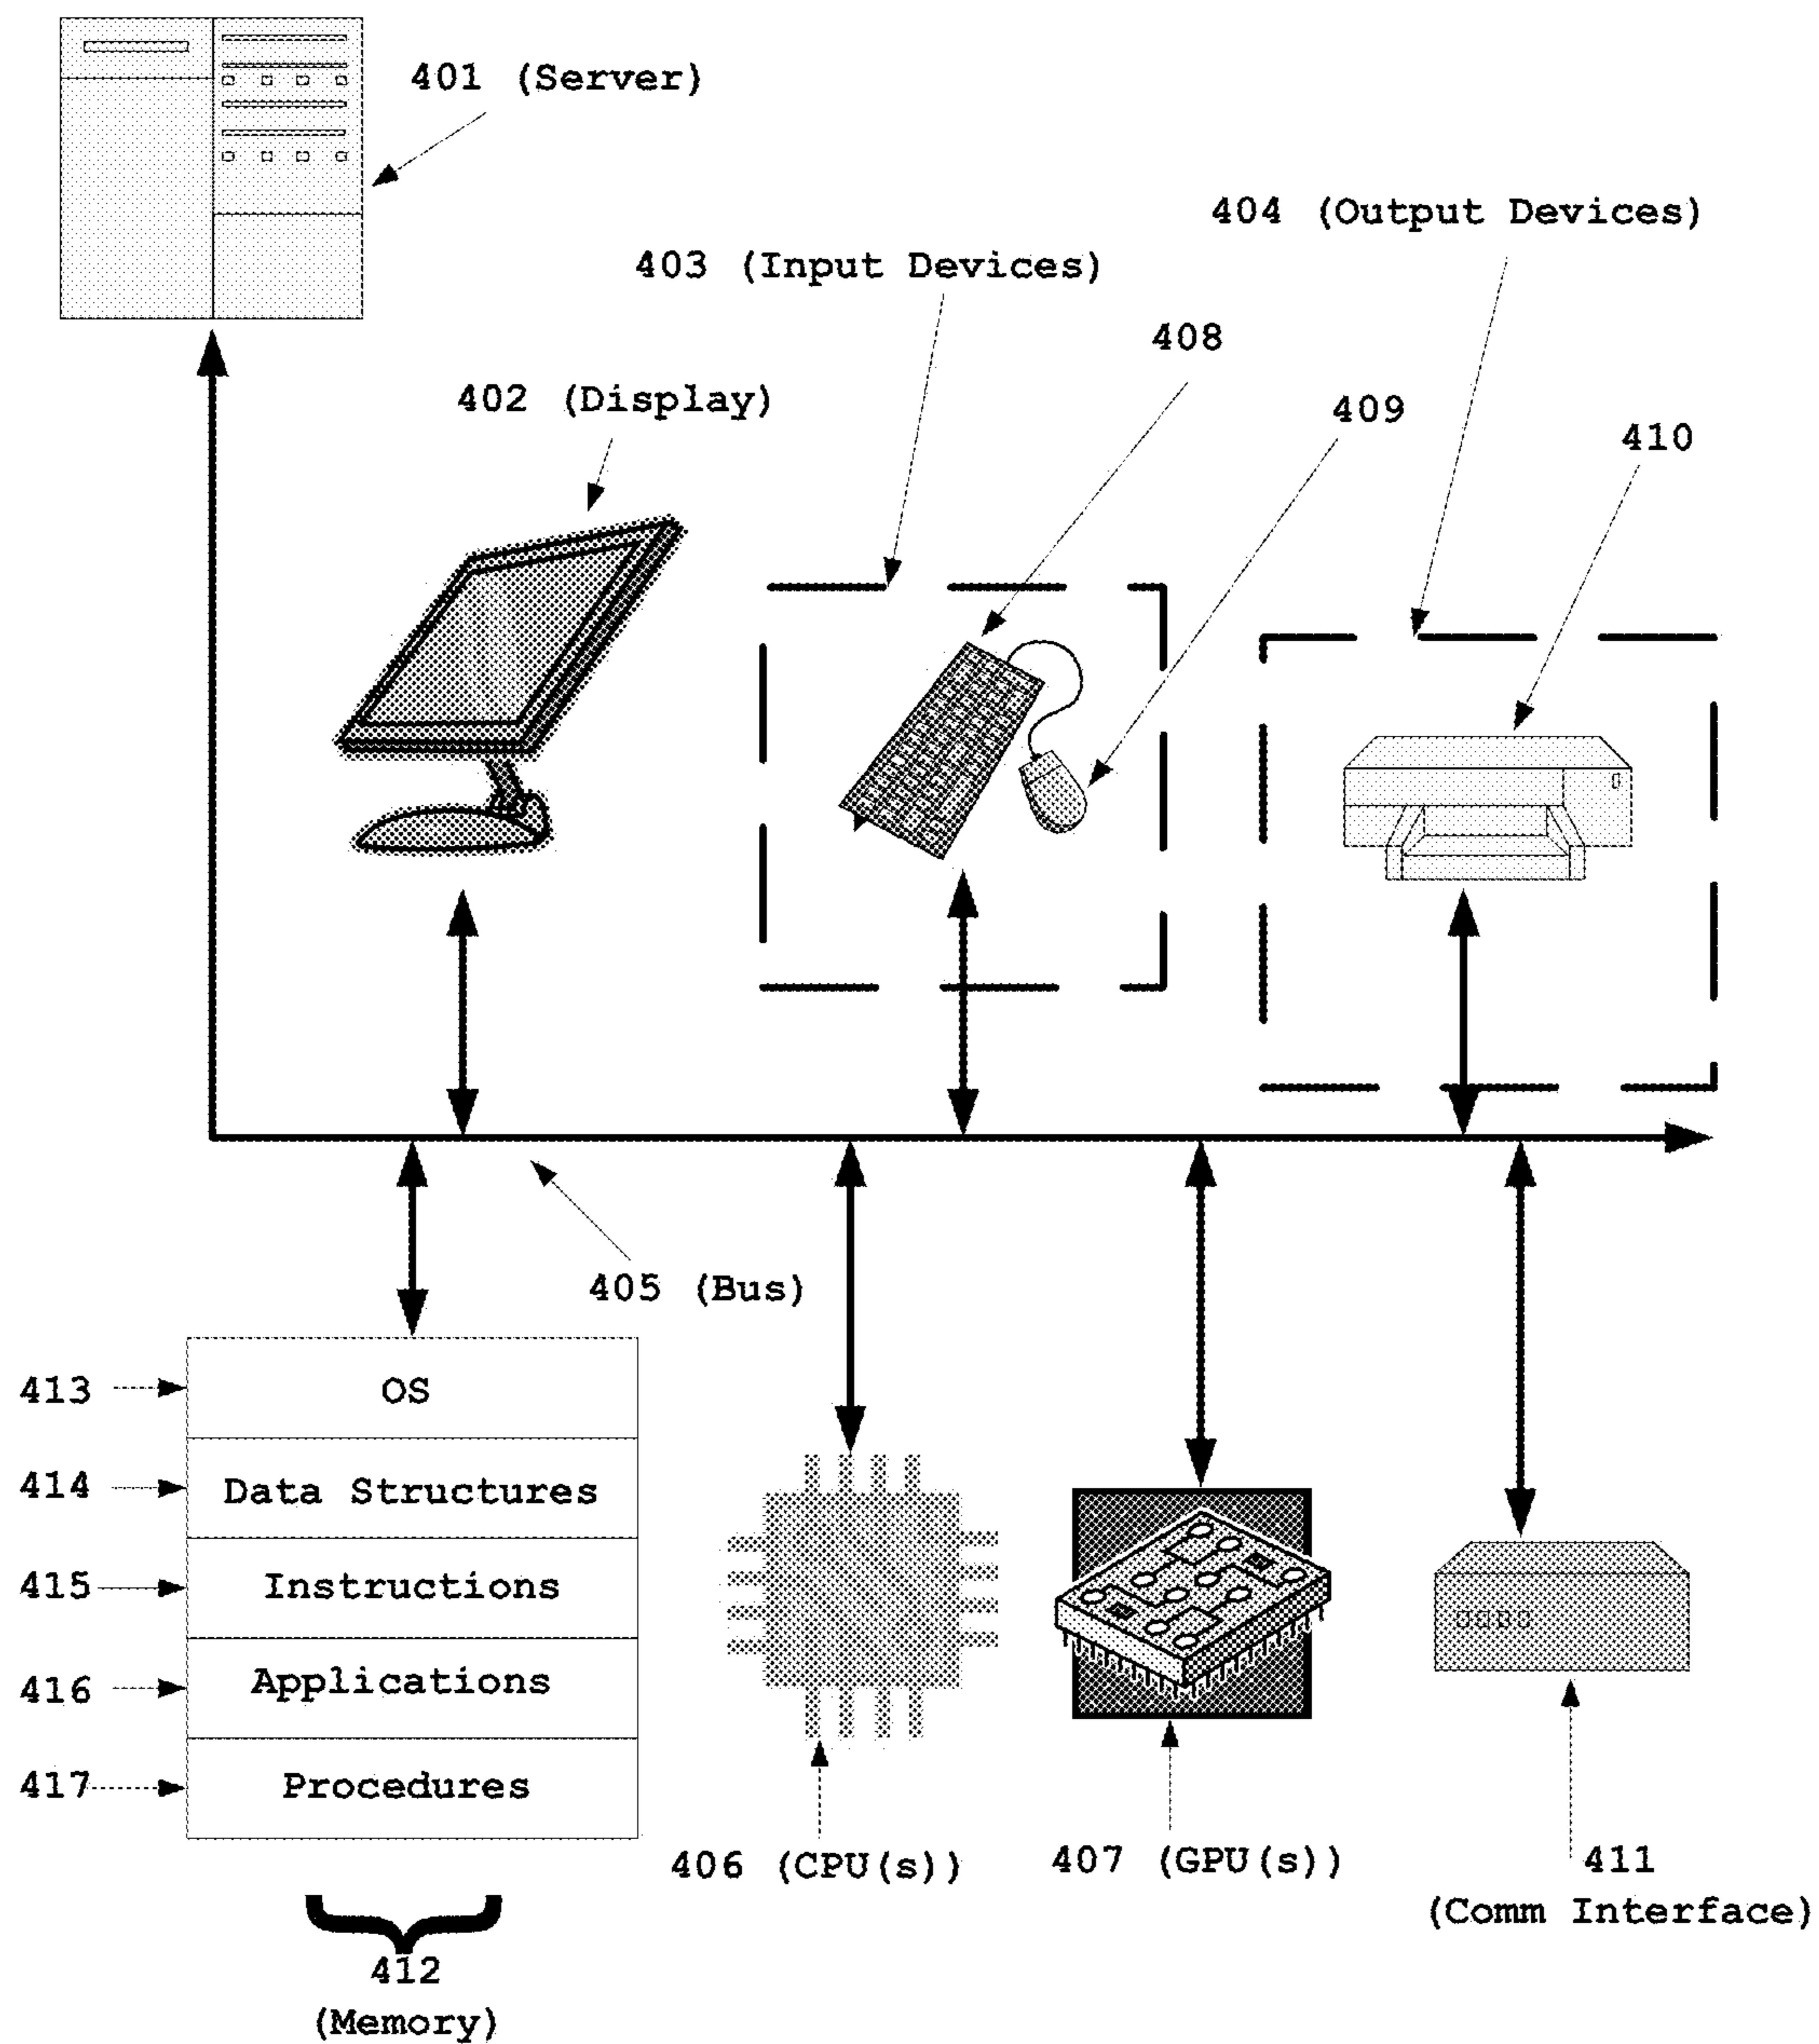 401 (Server)
404 (Output Devices)
403 (Input Devices)
408
402 (Display)
409
410
405 (Bus)
413
OS
414
Data Structures
415
Instructions
416
Applications
417
Procedures
406 (CPU(s))
407 (GPU(s))
411
(Comm Interface)
412
(Memory)